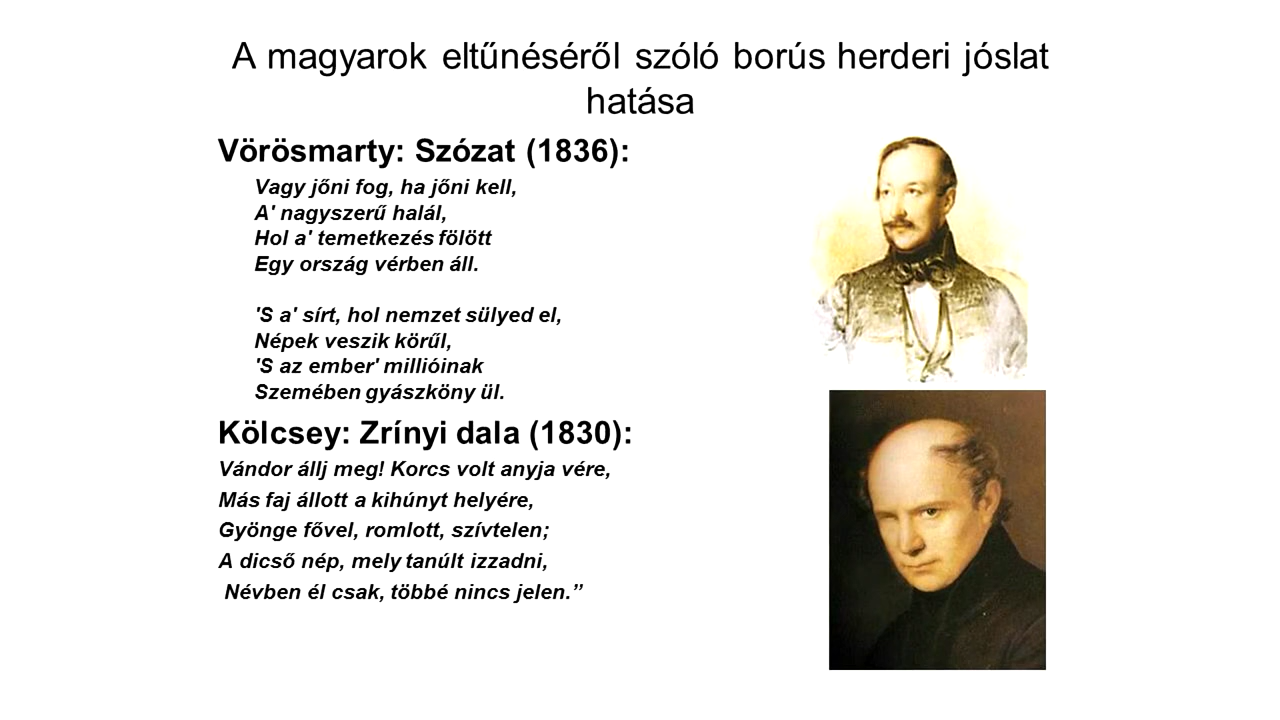 A magyarok eltűnéséről szóló borús herderi jóslat
hatása
Vörösmarty: Szózat (1836):
Vagy jőni fog, ha jőni kell,
A' nagyszerű halál,
Hol a' temetkezés fölött
Egy ország vérben áll.
'S a' sírt, hol nemzet sülyed el,
Népek veszik körűl,
'S az ember' millióinak
Szemében gyászköny ül.
Kölcsey: Zrínyi dala (1830):
Vándor állj meg! Korcs volt anyja vére,
Más faj állott a kihúnyt helyére,
Gyönge fővel, romlott, szívtelen;
A dicső nép, mely tanúlt izzadni,
Névben él csak, többé nincs jelen.”